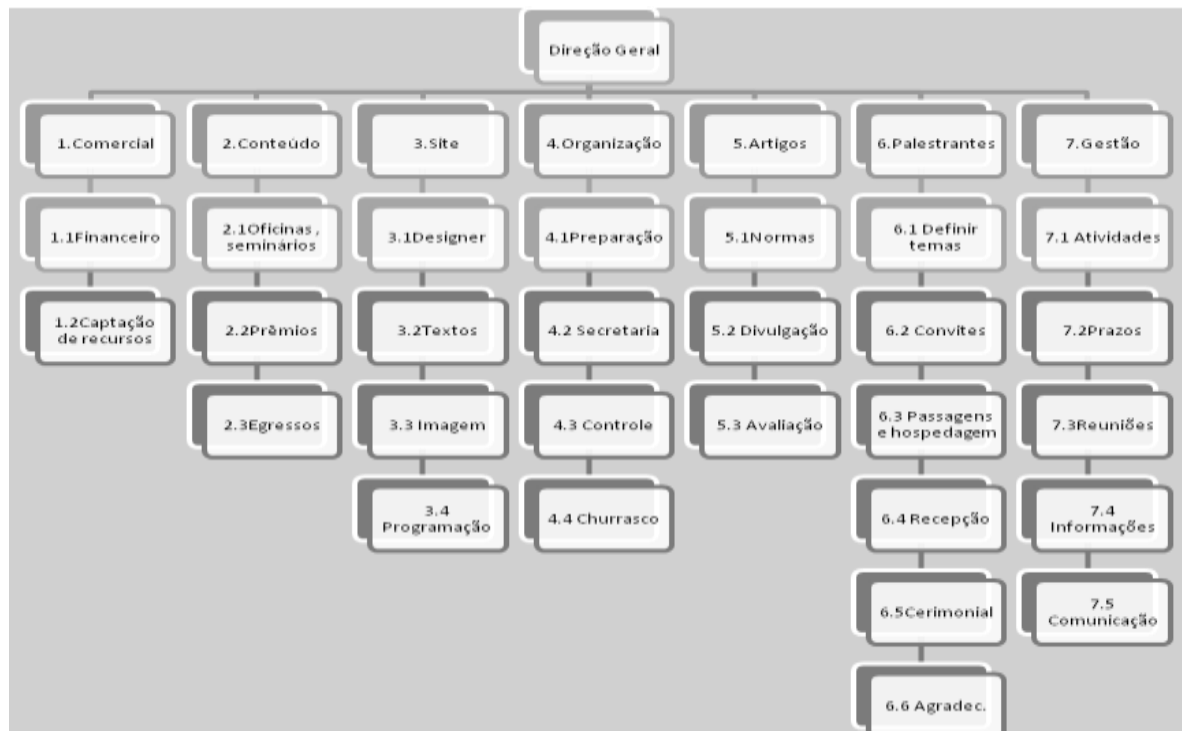 Direção Geral
1.Comercial
2.Conteúdo
3.Site
4.Organização
5.Artigos
6.Palestrantes
7.Gestão
1.1Financeiro
2.1Oficinas ,
seminários
3.1Designer
4.1Preparação
5.1Normas
6.1 Definir
temas
7.1 Atividades
1.2Captação
de recursos
2.2Prêmios
3.2Textos
4.2 Secretaria
5.2 Divulgação
6.2 Convites
7.2Prazos
2.3Egressos
3.3 Imagem
4.3 Controle
5.3 Avaliação
6.3 Passagens
e hospedagem
7.3Reuniões
3.4
Programação
4.4 Churrasco
6.4 Recepção
7.4
Informações
6.5Cerimonial
7.5
Comunicação
6.6 Agradec.